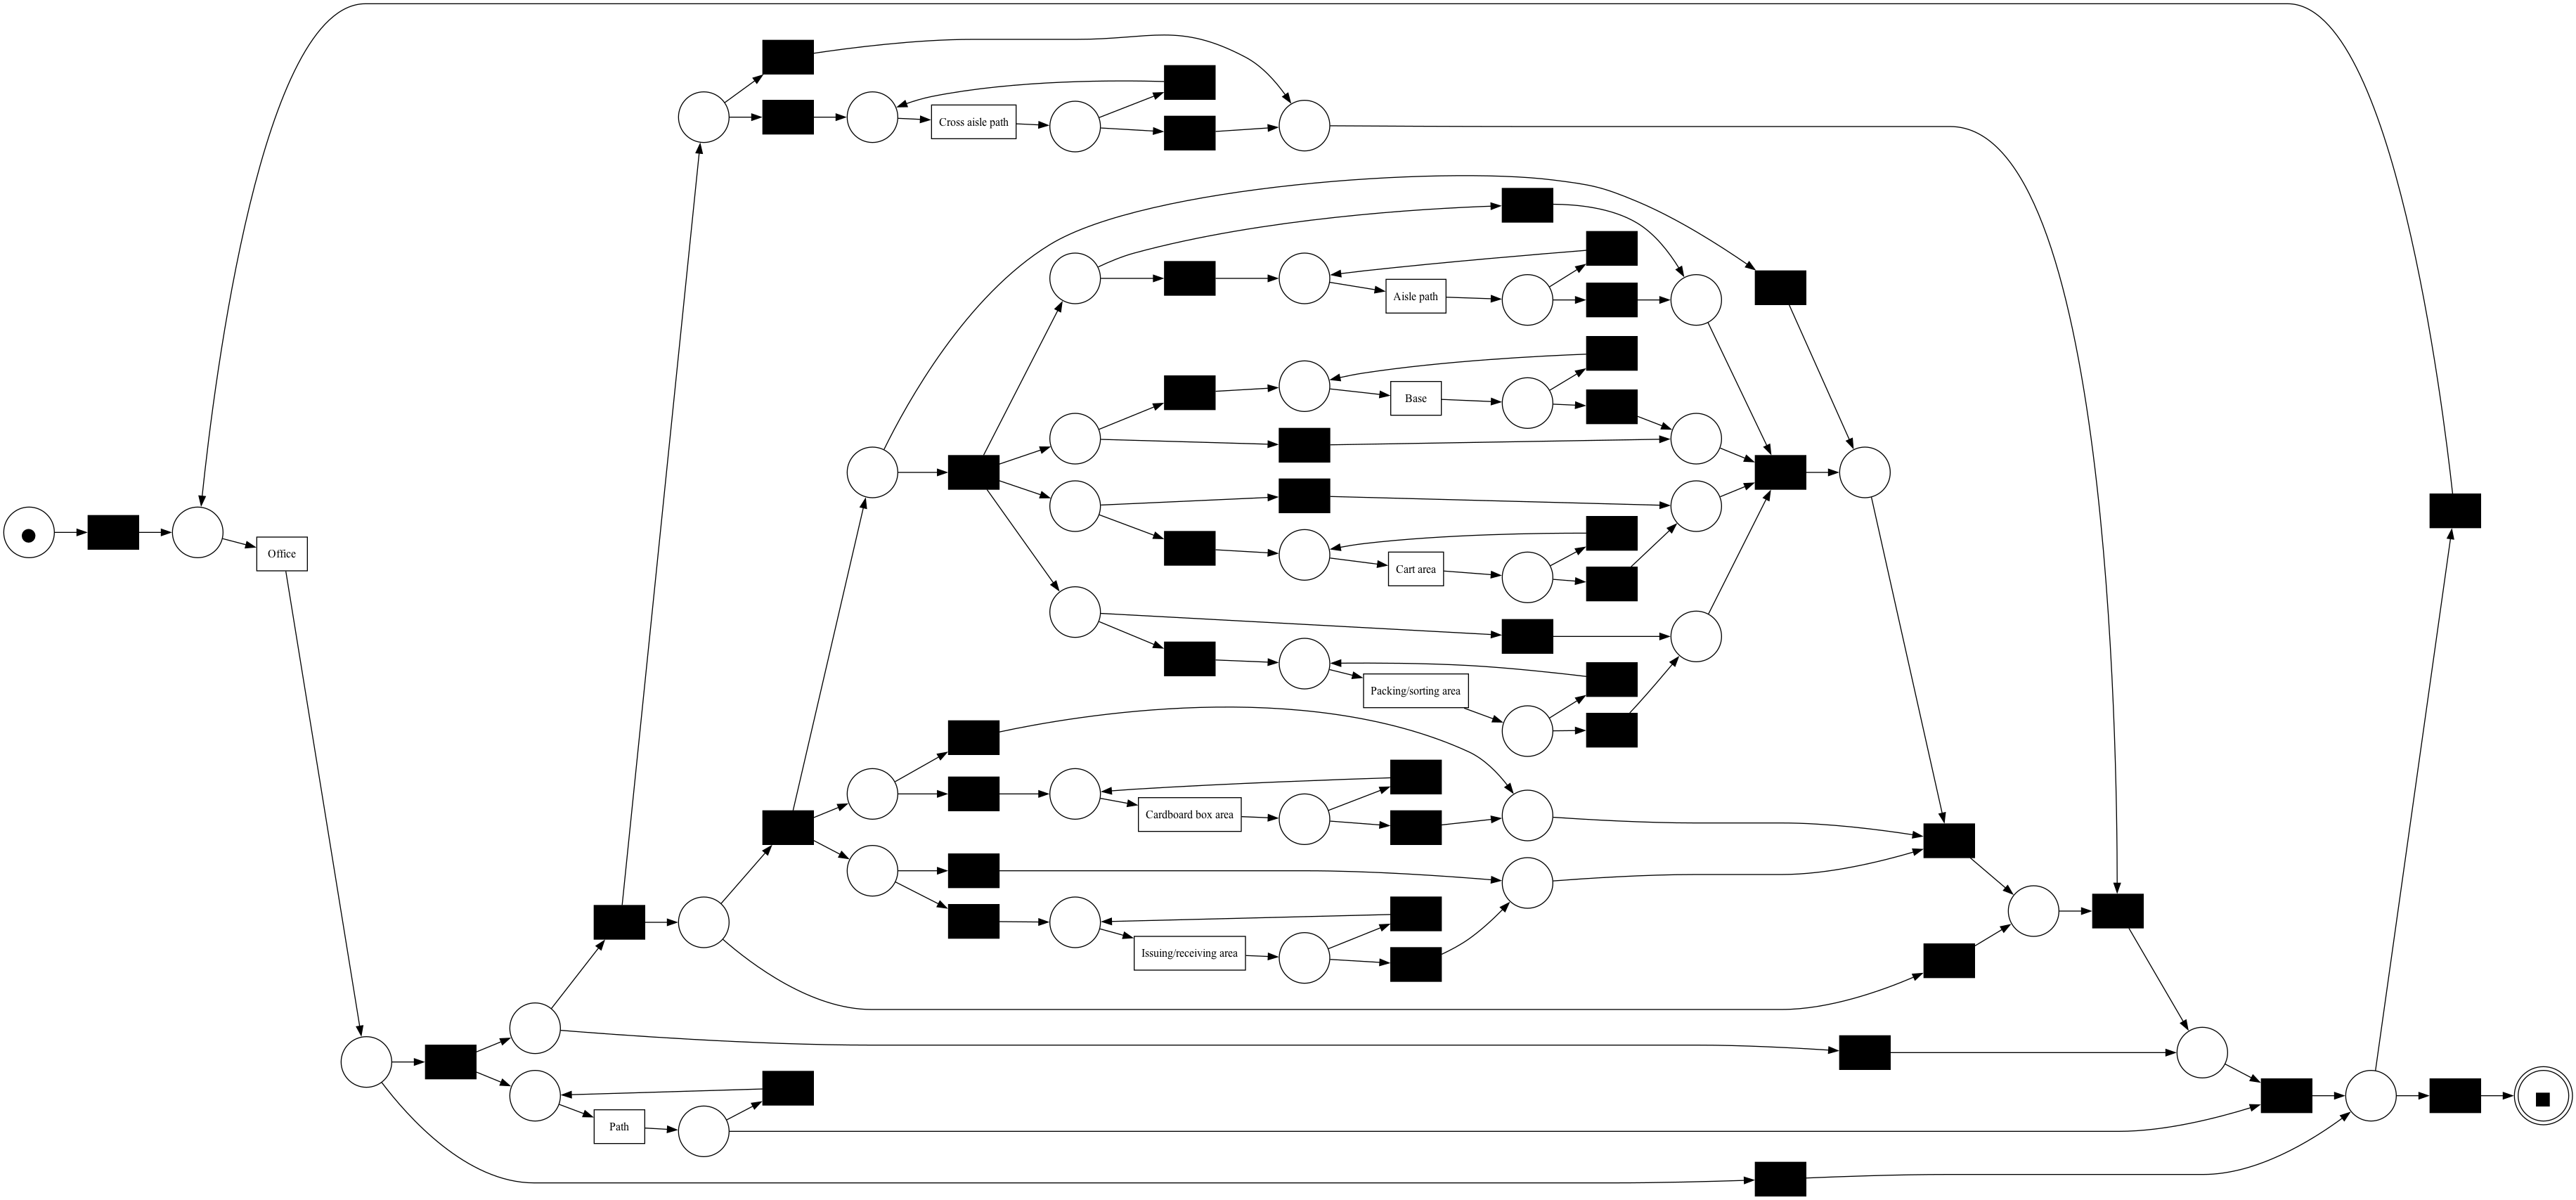 Cross aisle path
Aisle path
Base
Office
Cart area
Packing/sorting area
Cardboard box area
Issuing/receiving area
Path